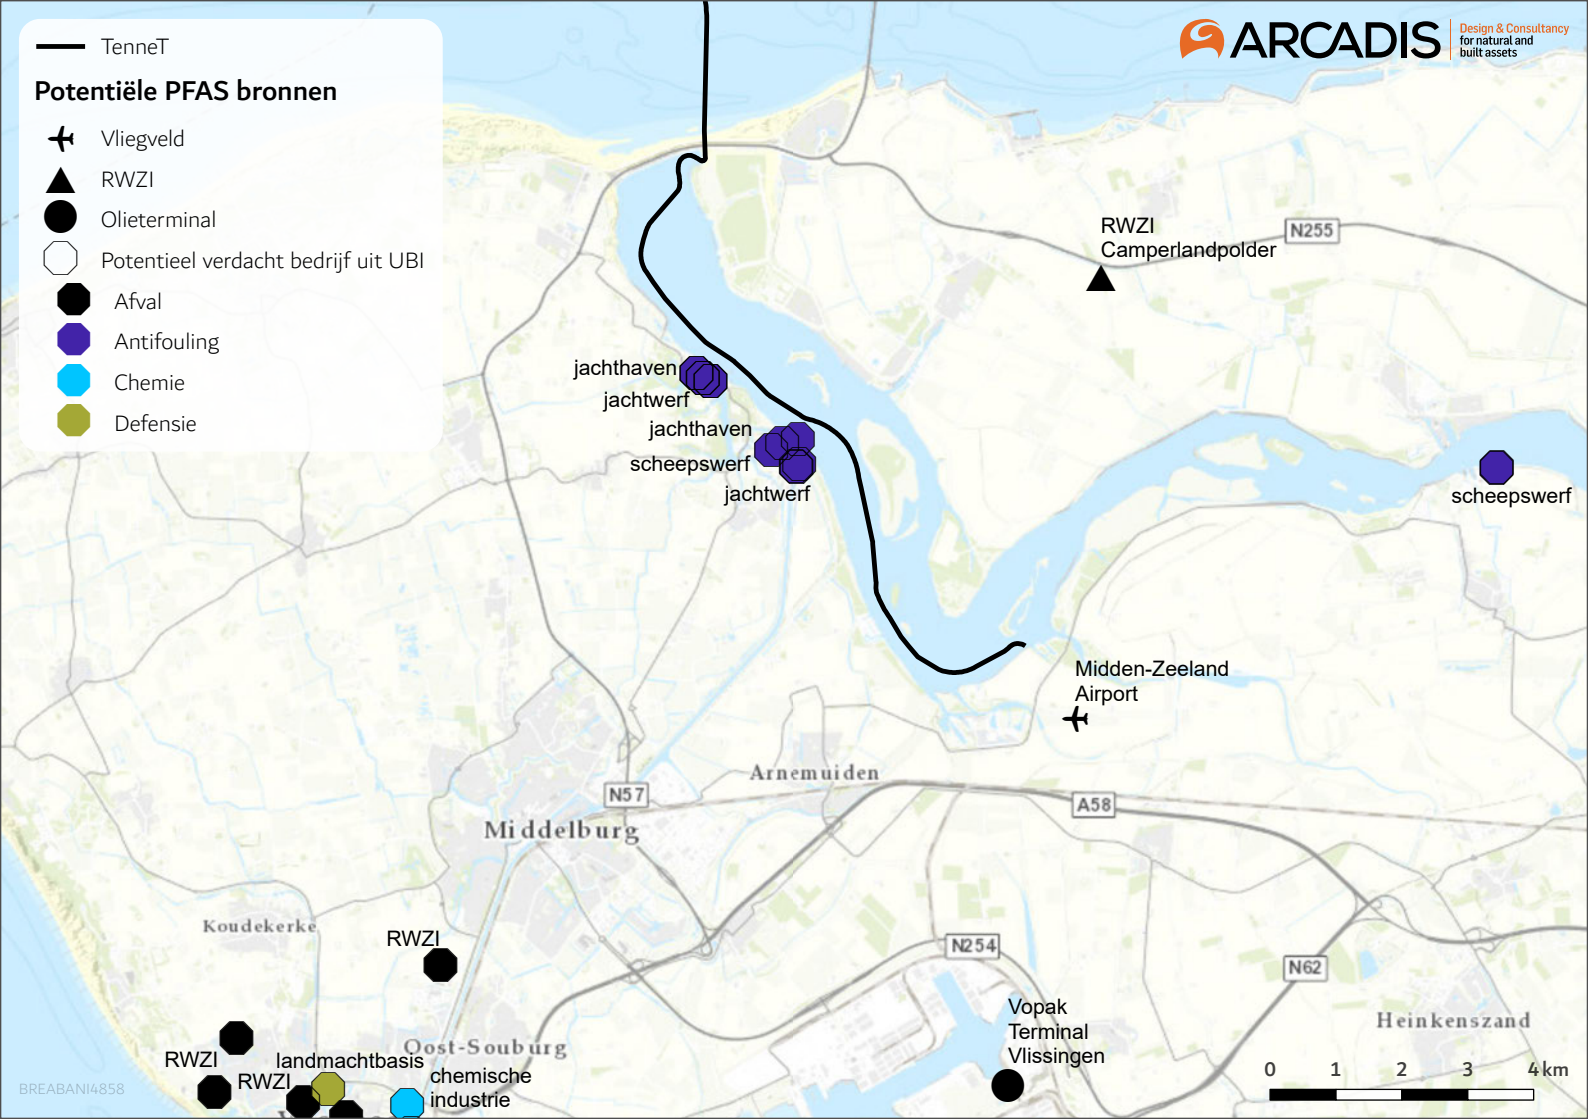 TenneT
Potentiële PFAS bronnen
Vliegveld
RWZI
Olieterminal
Potentieel verdacht bedrijf uit UBI
Afval
Antifouling
Chemie
Defensie
ARCADIS
Design & Consultancy
for natural and
built assets
RWZI
Camperlandpolder
N255
jachthaven
jachtwerf
jachthaven
scheepswerf
jachtwerf
scheepswerf
Midden-Zeeland
Airport
Arnemuiden
N57
A58
Middelburg
Koudekerke
RWZI
N254
N62
Vopak
Terminal
Vlissingen
Heinkenszand
Oost-Souburg
RWZI
landmachtbasis
RWZI
chemische
industrie
BREABANI4858
0 1 2 3 4 km